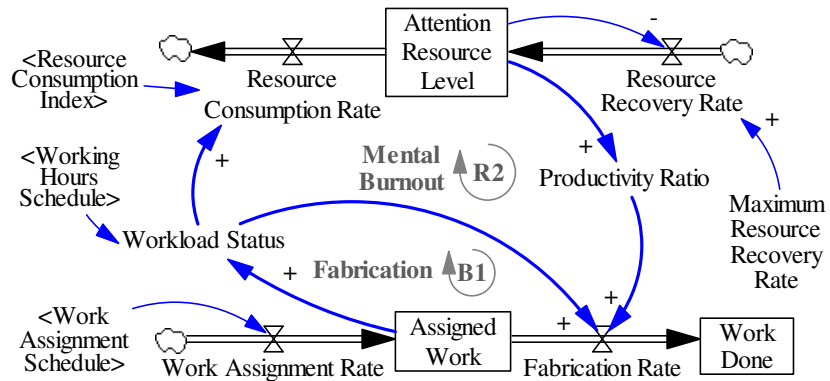 Attention
Resource
Level
-
<Resource
Consumption
Index>
Resource
Consumption Rate
Resource
Recovery Rate
+
+
+
<Working
Hours
Schedule>
Mental
Burnout
R2
Productivity Ratio
Maximum
Resource
Recovery
Rate
Workload Status
+
Fabrication
B1
+
+
<Work
Assignment
Schedule>
Assigned
Work
Work
Done
Work Assignment Rate
Fabrication Rate